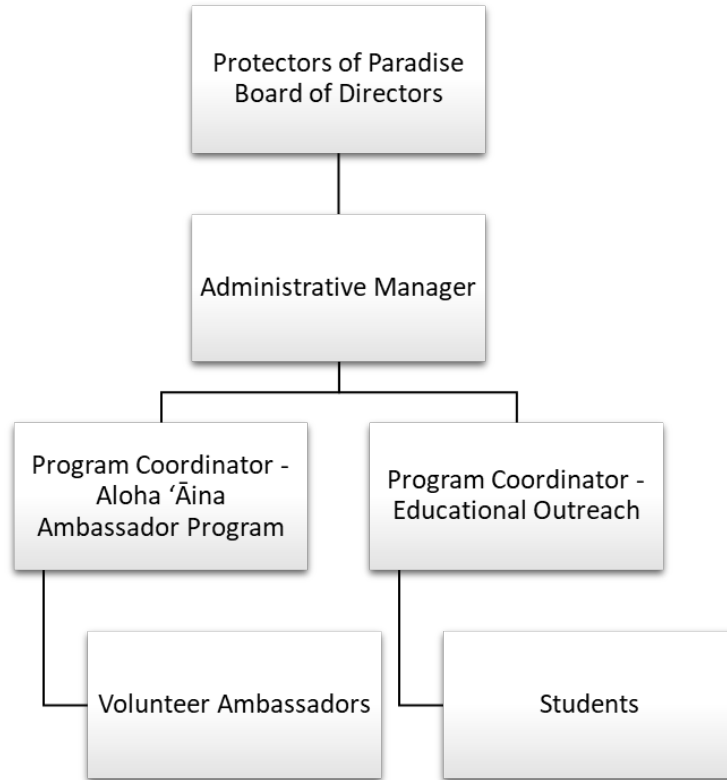 Protectors of Paradise
Board of Directors
Administrative Manager
Program Coordinator -
Aloha ‘Āina
Ambassador Program
Program Coordinator -
Educational Outreach
Volunteer Ambassadors
Students